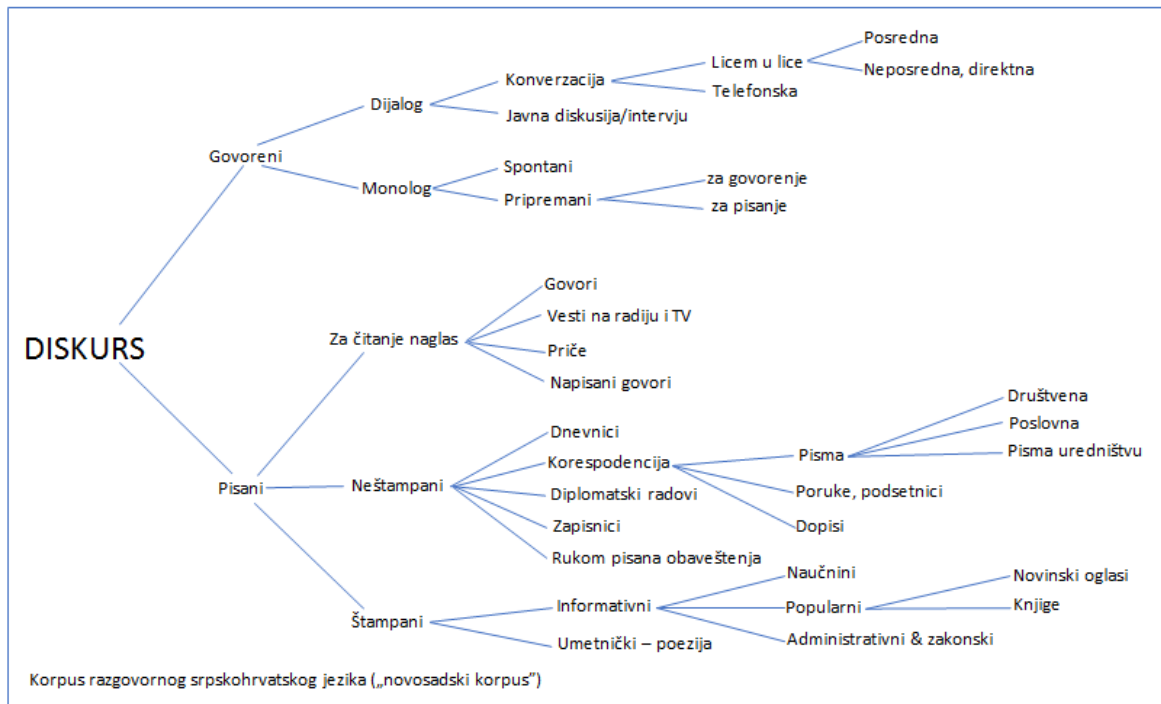 Posredna
Licem u lice
Neposredna, direktna
Konverzacija
Telefonska
Dijalog
Javna diskusija/intervju
Govoreni
Spontani
Monolog
za govorenje
Pripremani
za pisanje
Govori
Vesti na radiju i TV
DISKURS
Za čitanje naglas
Priče
Napisani govori
Društvena
Dnevnici
Poslovna
Korespodencija
Pisma
Pisma uredništvu
Pisani
Neštampani
Diplomatski radovi
Poruke, podsetnici
Zapisnici
Dopisi
Rukom pisana obaveštenja
Naučnini
Novinski oglasi
Informativni
Popularni
Knjige
Štampani
Umetnički – poezija
Administrativni & zakonski
Korpus razgovornog srpskohrvatskog jezika („novosadski korpus”)